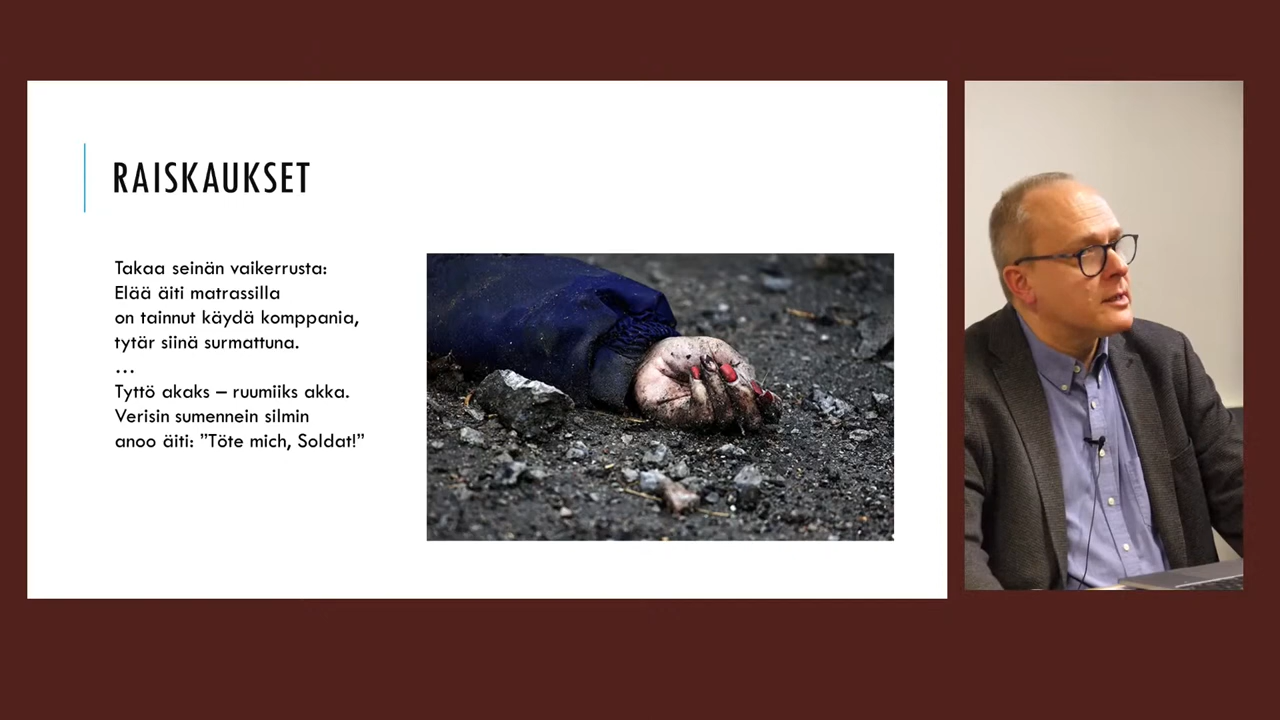 RAISKAUKSET
Takaa seinän vaikerrusta:
Elää äiti matrassilla
on tainnut käydä komppania,
tytär siinä surmattuna.
…
Tyttö akaks – ruumiiks akka.
Verisin sumennein silmin
anoo äiti: ”Töte mich, Soldat!”